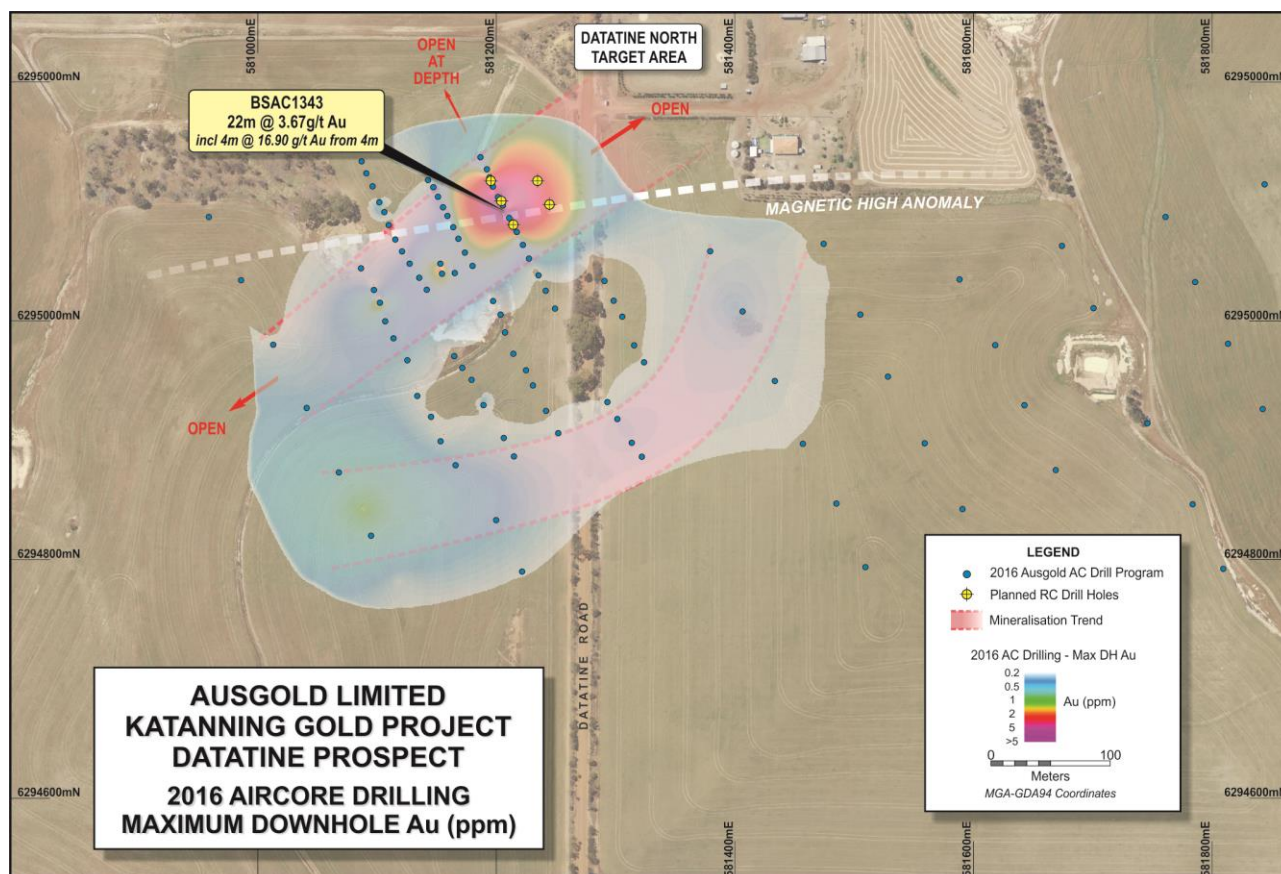 581000mE
581200mE
581400mE
581600mE
581800mE
6295000mN
6295000mN
OPEN
AT
DEPTH
DATATINE NORTH
TARGET AREA
BSAC1343
22m @ 3.67g/t Au
incl 4m @ 16.90 g/t Au from 4m
OPEN
MAGNETIC HIGH ANOMALY
6295000mN
6295000mN
OPEN
6294800mN
6294800mN
DATATINE ROAD
LEGEND
2016 Ausgold AC Drill Program
Planned RC Drill Holes
Mineralisation Trend
2016 AC Drilling - Max DH Au
0.2
0.5
1
2
5
>5
Au (ppm)
0 100
Meters
MGA-GDA94 Coordinates
AUSGOLD LIMITED
KATANNING GOLD PROJECT
DATATINE PROSPECT
2016 AIRCORE DRILLING
MAXIMUM DOWNHOLE Au (ppm)
6294600mN
6294600mN
581400mE
581600mE
581800mE